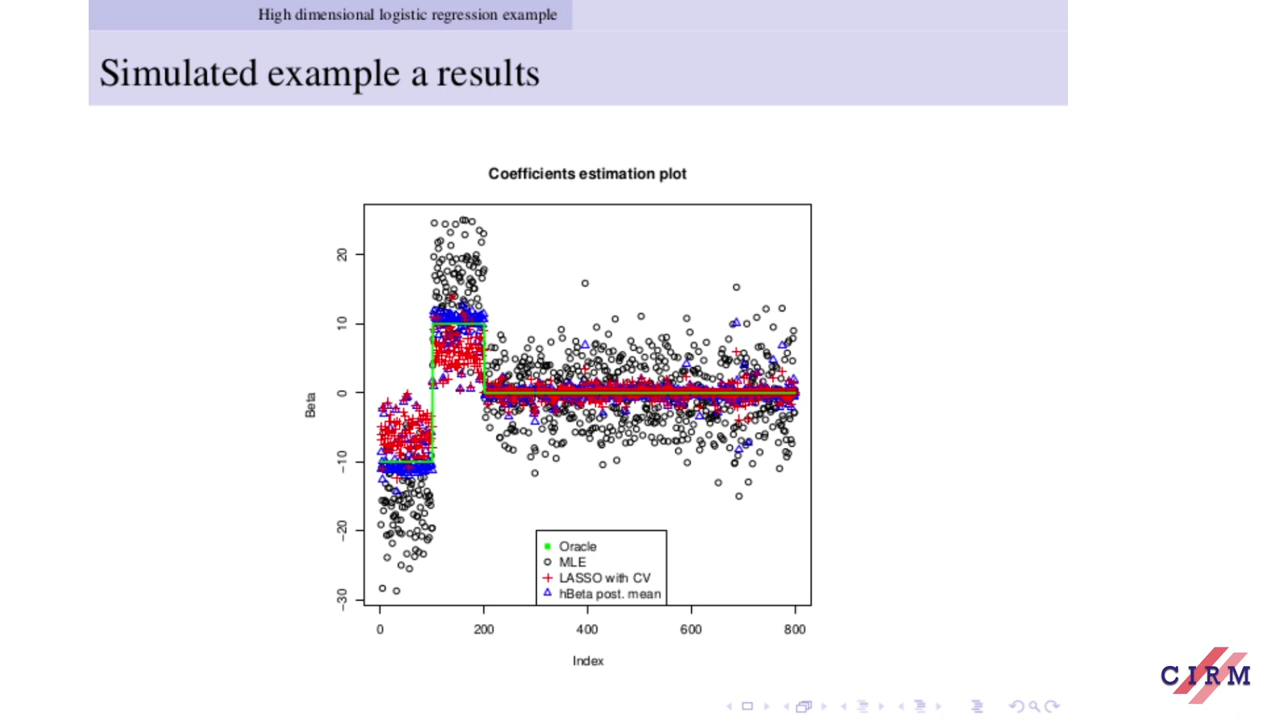 High dimensional logistic regression example
Simulated example a results
Coefficients estimation plot
Beta
20
10
0
−10
−20
−30
Oracle
MLE
LASSO with CV
hBeta post. mean
0 200 400 600 800
Index
CIRM